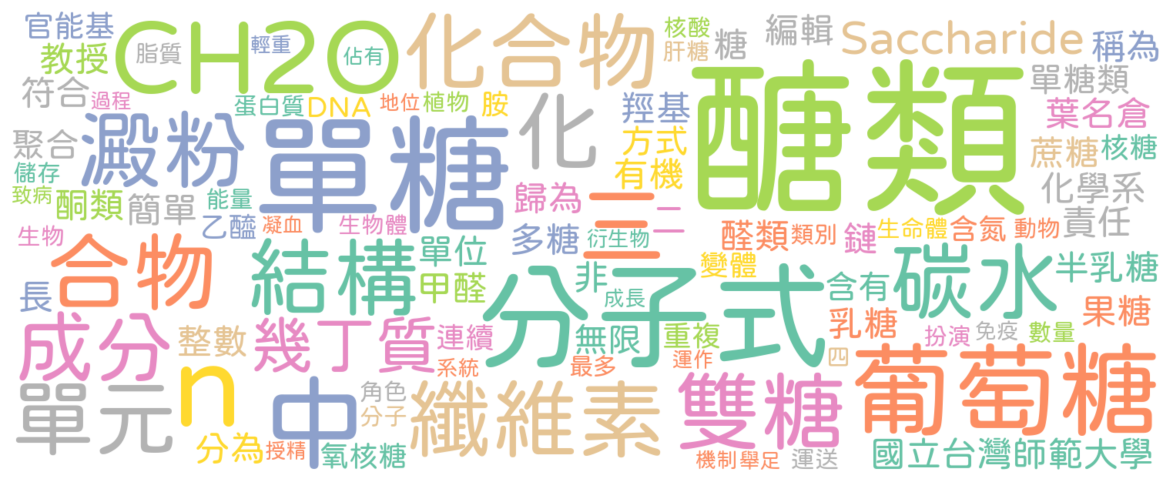 官能基 CH2O 脂質 輕重 佔有 化合物 核酸 肝糖 糖 編輯 Saccharide 稱為
教授 醣類 單糖類
符合 過程 蛋白質 DNA 地位 植物 胺 化 羥基 葉名倉
聚合 澱粉 單糖 方式 蔗糖 核糖
儲存 有機 化學系
致病 酮類 簡單 能量 歸為 三 二 責任
生物 乙醯 凝血 生物體 多糖 衍生物 醛類 類別 鏈 生命體 含氮 動物
合物 結構 單位 非 變體 碳水 半乳糖
長 甲醛 成長 分子式 含有 果糖
成分 整數 幾丁質 連續 無限 重複 乳糖 扮演 免疫 數量
系統 最多 運作 四
單元 n 中 角色 纖維素 雙糖 葡萄糖
分子
分為 授精 氧核糖 機制 舉足 運送 國立台灣師範大學